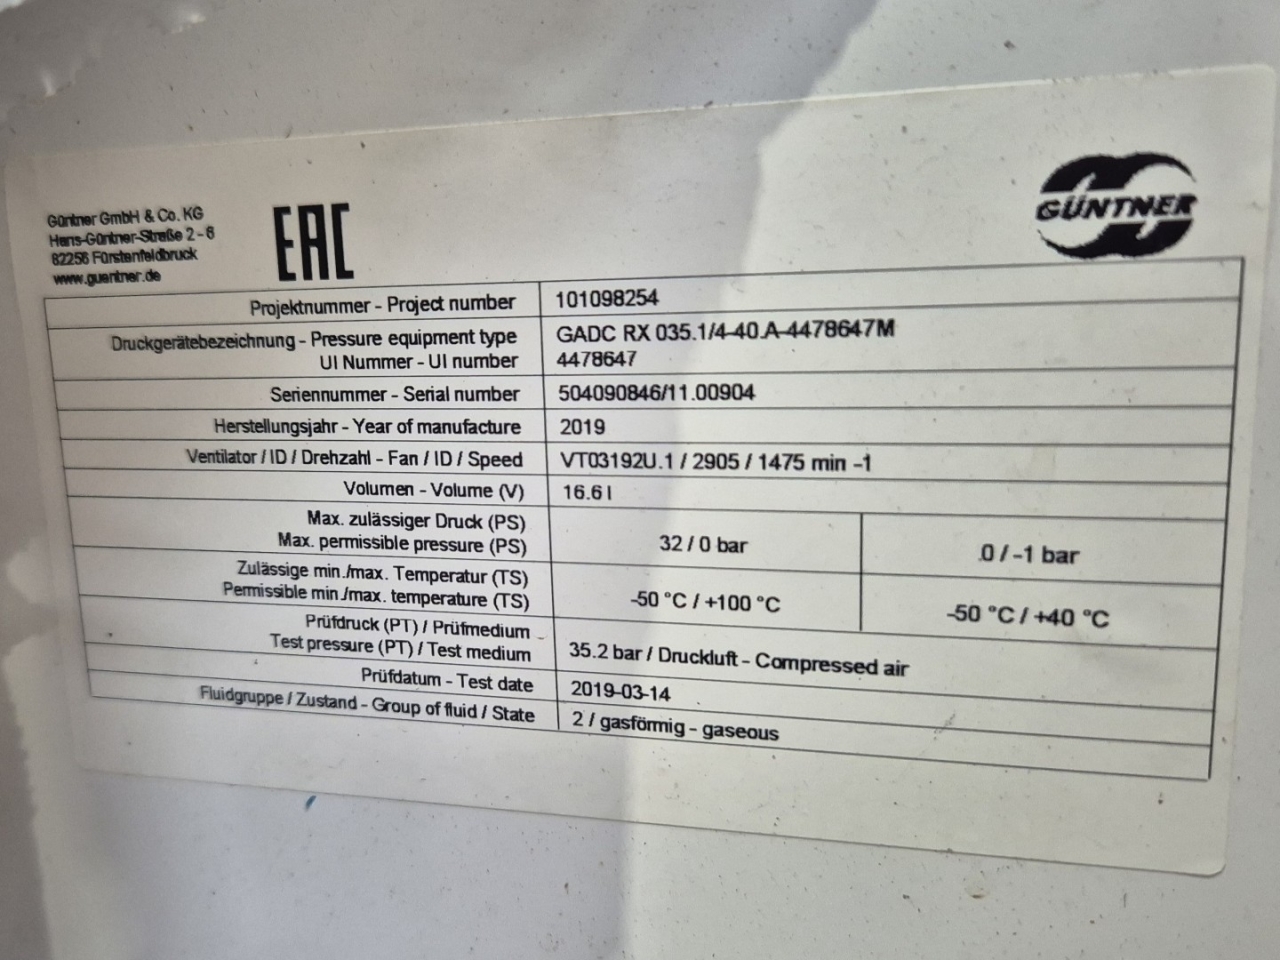 Güntner GmbH & Co. KG
Hans-Güntner-Straße 2 - 6
82256 Fürstenfeldbruck
www.guentner.de
EAC
GÜNTNER
Projektnummer - Project number 101098254
Druckgerätebezeichnung - Pressure equipment type GADC RX 035.1/4-40.A-4478647M
UI Nummer - UI number 4478647
Seriennummer - Serial number 504090846/11.00904
Herstellungsjahr - Year of manufacture 2019
Ventilator / ID / Drehzahl - Fan / ID / Speed VT03192U.1 / 2905 / 1475 min -1
Volumen - Volume (V) 16.6 l
Max. zulässiger Druck (PS)
Max. permissible pressure (PS) 32 / 0 bar 0 / -1 bar
Zulässige min./max. Temperatur (TS)
Permissible min./max. temperature (TS) -50 °C / +100 °C -50 °C / +40 °C
Prüfdruck (PT) / Prüfmedium
Test pressure (PT) / Test medium 35.2 bar / Druckluft - Compressed air
Prüfdatum - Test date 2019-03-14
Fluidgruppe / Zustand - Group of fluid / State 2 / gasförmig - gaseous